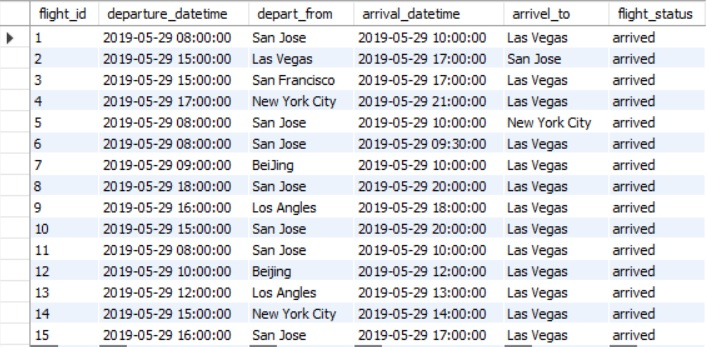 flight_id departure_datetime depart_from arrival_datetime arrivel_to flight_status
1 2019-05-29 08:00:00 San Jose 2019-05-29 10:00:00 Las Vegas arrived
2 2019-05-29 15:00:00 Las Vegas 2019-05-29 17:00:00 San Jose arrived
3 2019-05-29 15:00:00 San Francisco 2019-05-29 17:00:00 Las Vegas arrived
4 2019-05-29 17:00:00 New York City 2019-05-29 21:00:00 Las Vegas arrived
5 2019-05-29 08:00:00 San Jose 2019-05-29 10:00:00 New York City arrived
6 2019-05-29 08:00:00 San Jose 2019-05-29 09:30:00 Las Vegas arrived
7 2019-05-29 09:00:00 BeiJing 2019-05-29 10:00:00 Las Vegas arrived
8 2019-05-29 18:00:00 San Jose 2019-05-29 20:00:00 Las Vegas arrived
9 2019-05-29 16:00:00 Los Angles 2019-05-29 18:00:00 Las Vegas arrived
10 2019-05-29 15:00:00 San Jose 2019-05-29 20:00:00 Las Vegas arrived
11 2019-05-29 08:00:00 San Jose 2019-05-29 10:00:00 Las Vegas arrived
12 2019-05-29 10:00:00 Beijing 2019-05-29 12:00:00 Las Vegas arrived
13 2019-05-29 12:00:00 Los Angles 2019-05-29 13:00:00 Las Vegas arrived
14 2019-05-29 15:00:00 New York City 2019-05-29 14:00:00 Las Vegas arrived
15 2019-05-29 16:00:00 San Jose 2019-05-29 17:00:00 Las Vegas arrived